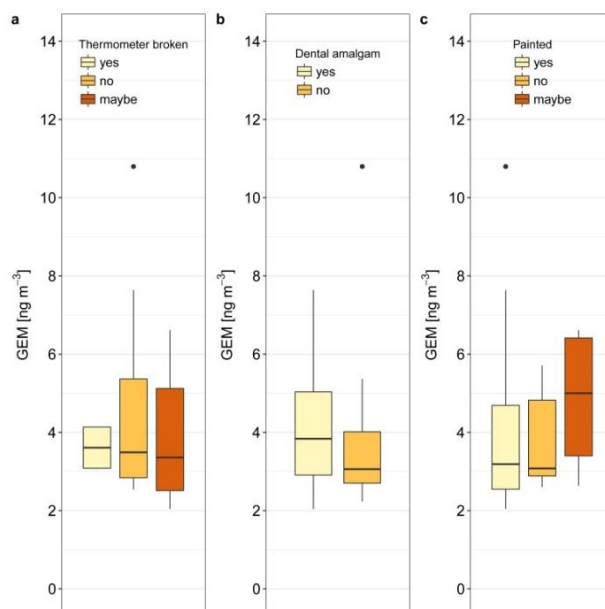 a
Thermometer broken
yes
no
maybe
GEM [ng m⁻³]
14
12
10
8
6
4
2
0
b
Dental amalgam
yes
no
GEM [ng m⁻³]
14
12
10
8
6
4
2
0
c
Painted
yes
no
maybe
GEM [ng m⁻³]
14
12
10
8
6
4
2
0